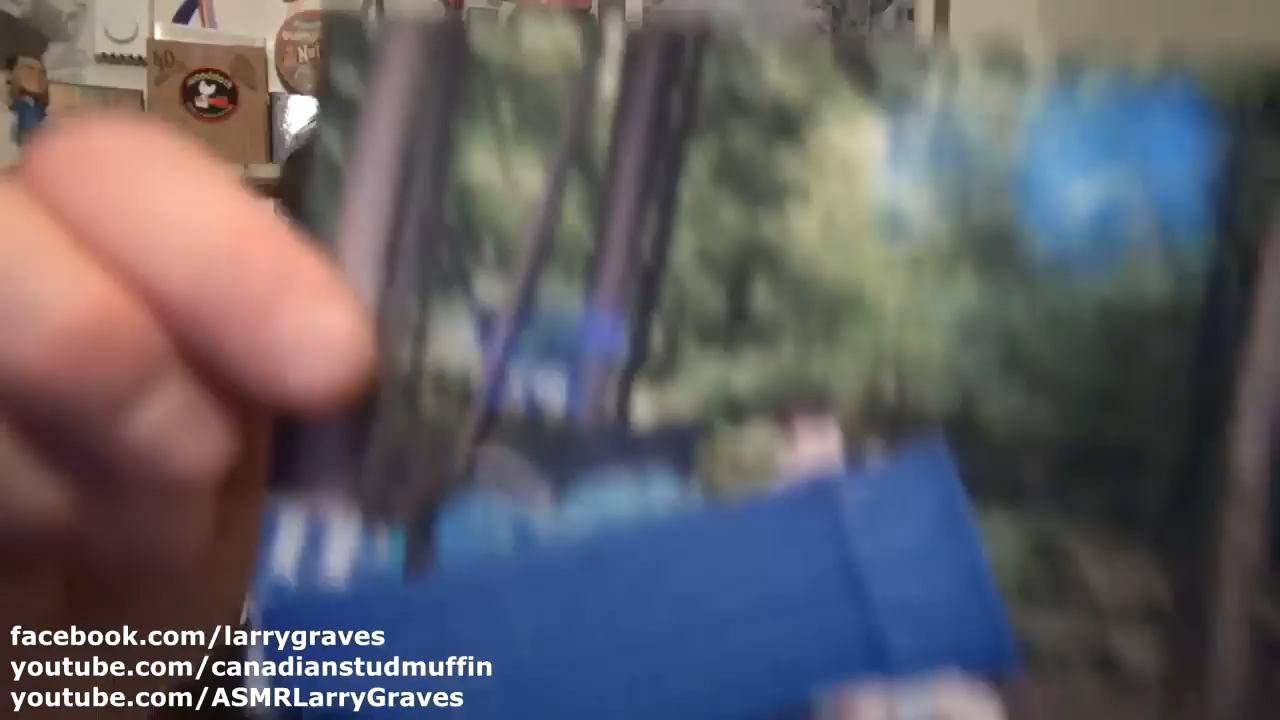 facebook.com/larrygraves
youtube.com/canadianstudmuffin
youtube.com/ASMRLarryGraves